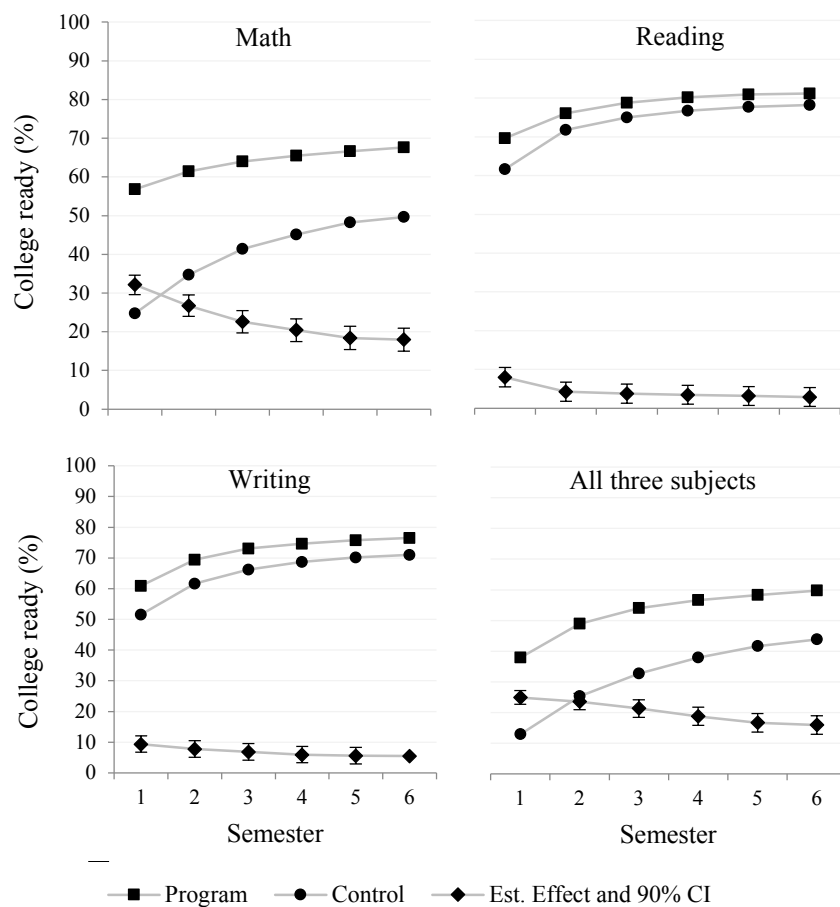 Math
Reading
College ready (%)
100
90
80
70
60
50
40
30
20
10
0
Writing
All three subjects
College ready (%)
100
90
80
70
60
50
40
30
20
10
0
1 2 3 4 5 6
1 2 3 4 5 6
Semester
Semester
Program Control Est. Effect and 90% CI